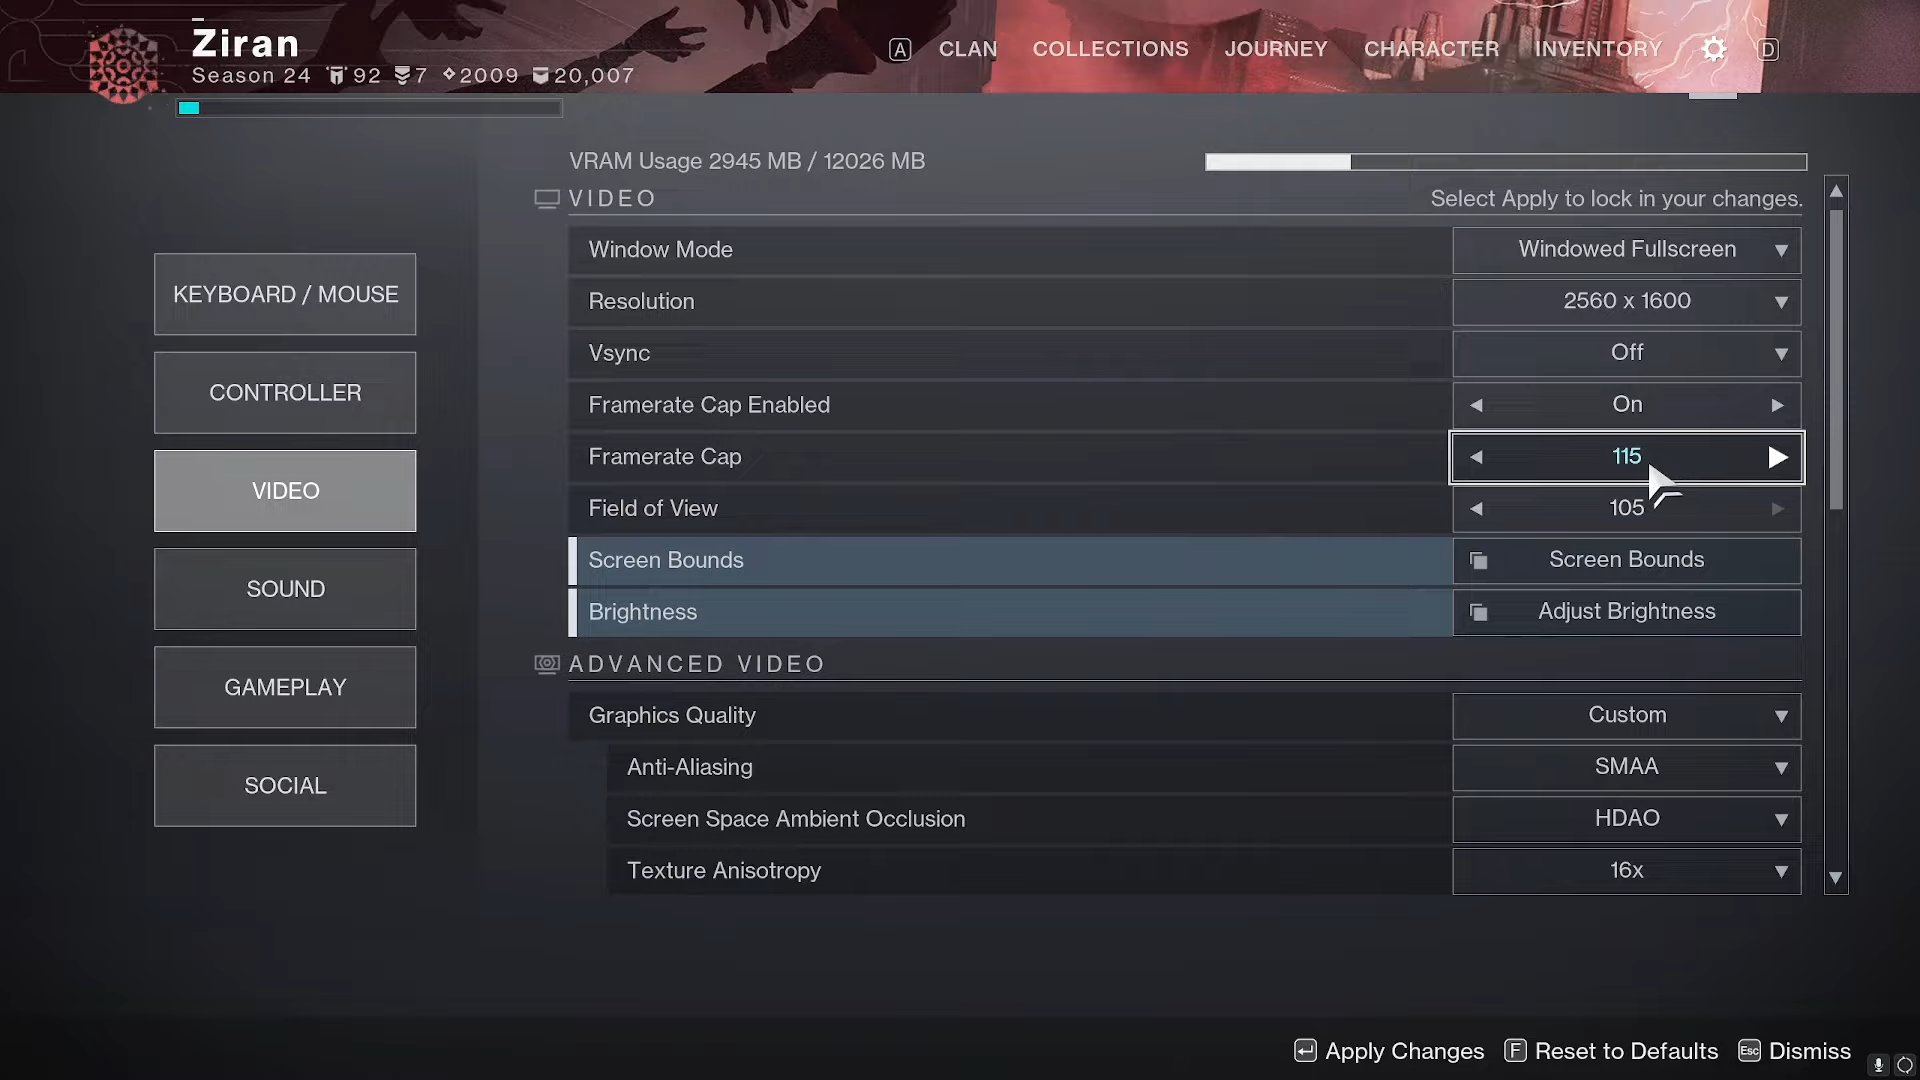 Ziran
Season 24 92 7 2009 20,007
A CLAN COLLECTIONS JOURNEY CHARACTER INVENTORY D
VRAM Usage 2945 MB / 12026 MB
VIDEO Select Apply to lock in your changes.
Window Mode Windowed Fullscreen
Resolution 2560 x 1600
Vsync Off
Framerate Cap Enabled On
Framerate Cap 115
Field of View 105
Screen Bounds Screen Bounds
Brightness Adjust Brightness
ADVANCED VIDEO
Graphics Quality Custom
Anti-Aliasing SMAA
Screen Space Ambient Occlusion HDAO
Texture Anisotropy 16x
KEYBOARD / MOUSE
CONTROLLER
VIDEO
SOUND
GAMEPLAY
SOCIAL
Apply Changes F Reset to Defaults Esc Dismiss